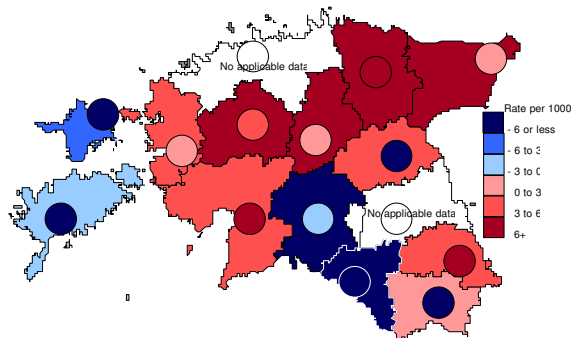 No applicable data
Rate per 1000
- 6 or less
- 6 to 3
- 3 to 0
0 to 3
3 to 6
6+
No applicable data